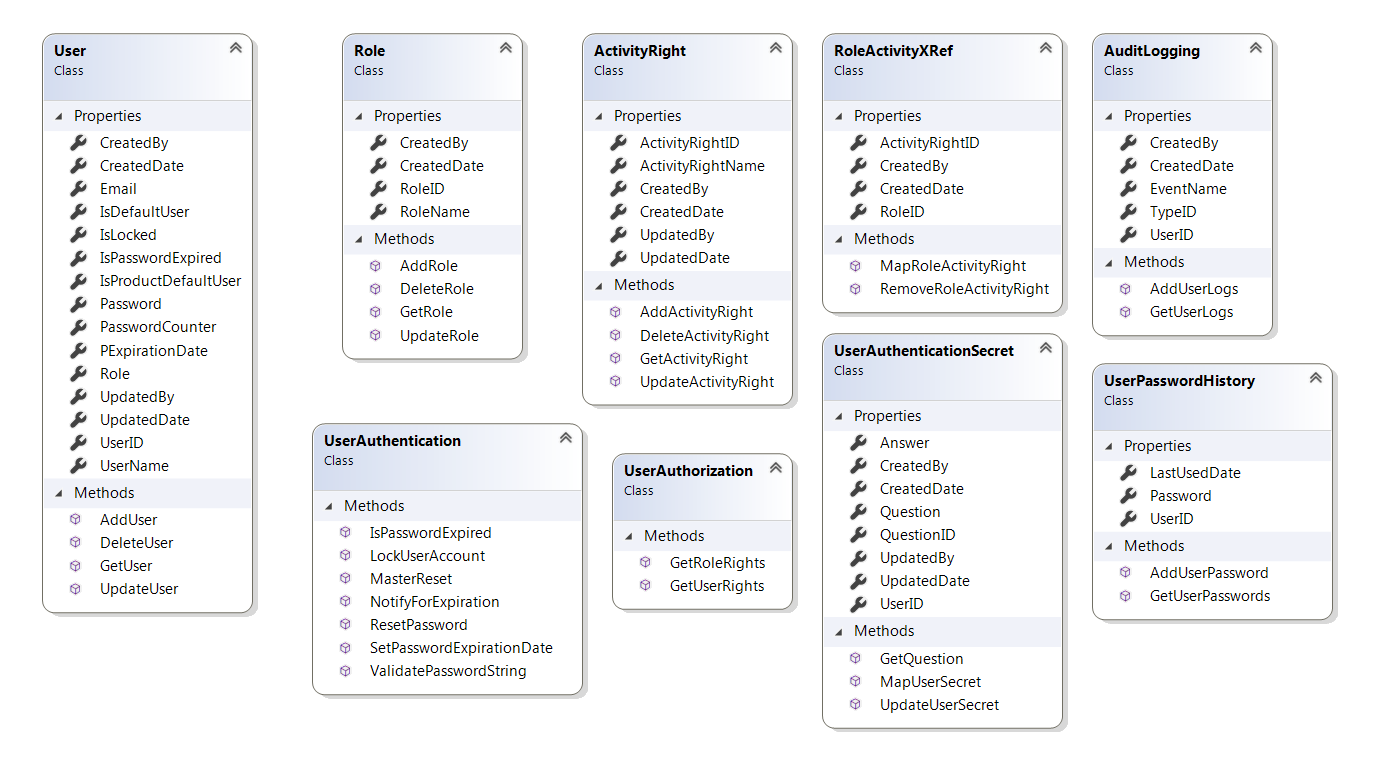 User
Class
Properties
CreatedBy
CreatedDate
Email
IsDefaultUser
IsLocked
IsPasswordExpired
IsProductDefaultUser
Password
PasswordCounter
PExpirationDate
Role
UpdatedBy
UpdatedDate
UserID
UserName
Methods
AddUser
DeleteUser
GetUser
UpdateUser
Role
Class
Properties
CreatedBy
CreatedDate
RoleID
RoleName
Methods
AddRole
DeleteRole
GetRole
UpdateRole
ActivityRight
Class
Properties
ActivityRightID
ActivityRightName
CreatedBy
CreatedDate
UpdatedBy
UpdatedDate
Methods
AddActivityRight
DeleteActivityRight
GetActivityRight
UpdateActivityRight
RoleActivityXRef
Class
Properties
ActivityRightID
CreatedBy
CreatedDate
RoleID
Methods
MapRoleActivityRight
RemoveRoleActivityRight
AuditLogging
Class
Properties
CreatedBy
CreatedDate
EventName
TypeID
UserID
Methods
AddUserLogs
GetUserLogs
UserAuthentication
Class
Methods
IsPasswordExpired
LockUserAccount
MasterReset
NotifyForExpiration
ResetPassword
SetPasswordExpirationDate
ValidatePasswordString
UserAuthorization
Class
Methods
GetRoleRights
GetUserRights
UserAuthenticationSecret
Class
Properties
Answer
CreatedBy
CreatedDate
Question
QuestionID
UpdatedBy
UpdatedDate
UserID
Methods
GetQuestion
MapUserSecret
UpdateUserSecret
UserPasswordHistory
Class
Properties
LastUsedDate
Password
UserID
Methods
AddUserPassword
GetUserPasswords